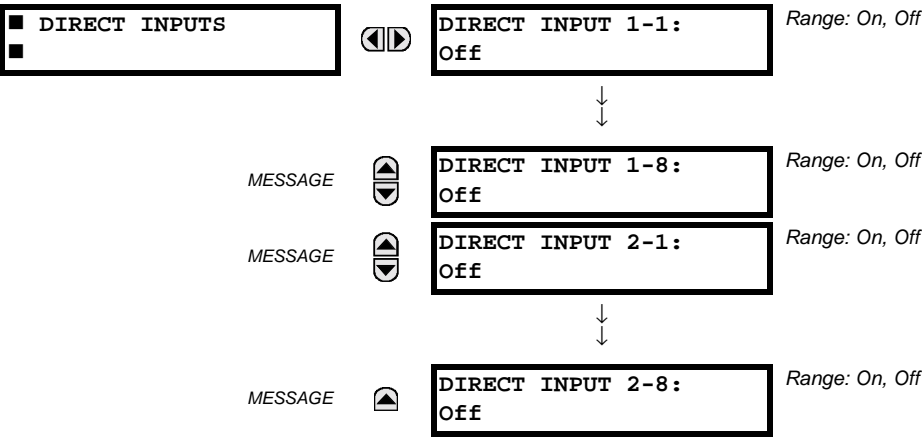 ■ DIRECT INPUTS
■
DIRECT INPUT 1-1:
Off
Range: On, Off
↓
↓
MESSAGE
DIRECT INPUT 1-8:
Off
Range: On, Off
MESSAGE
DIRECT INPUT 2-1:
Off
Range: On, Off
↓
↓
MESSAGE
DIRECT INPUT 2-8:
Off
Range: On, Off